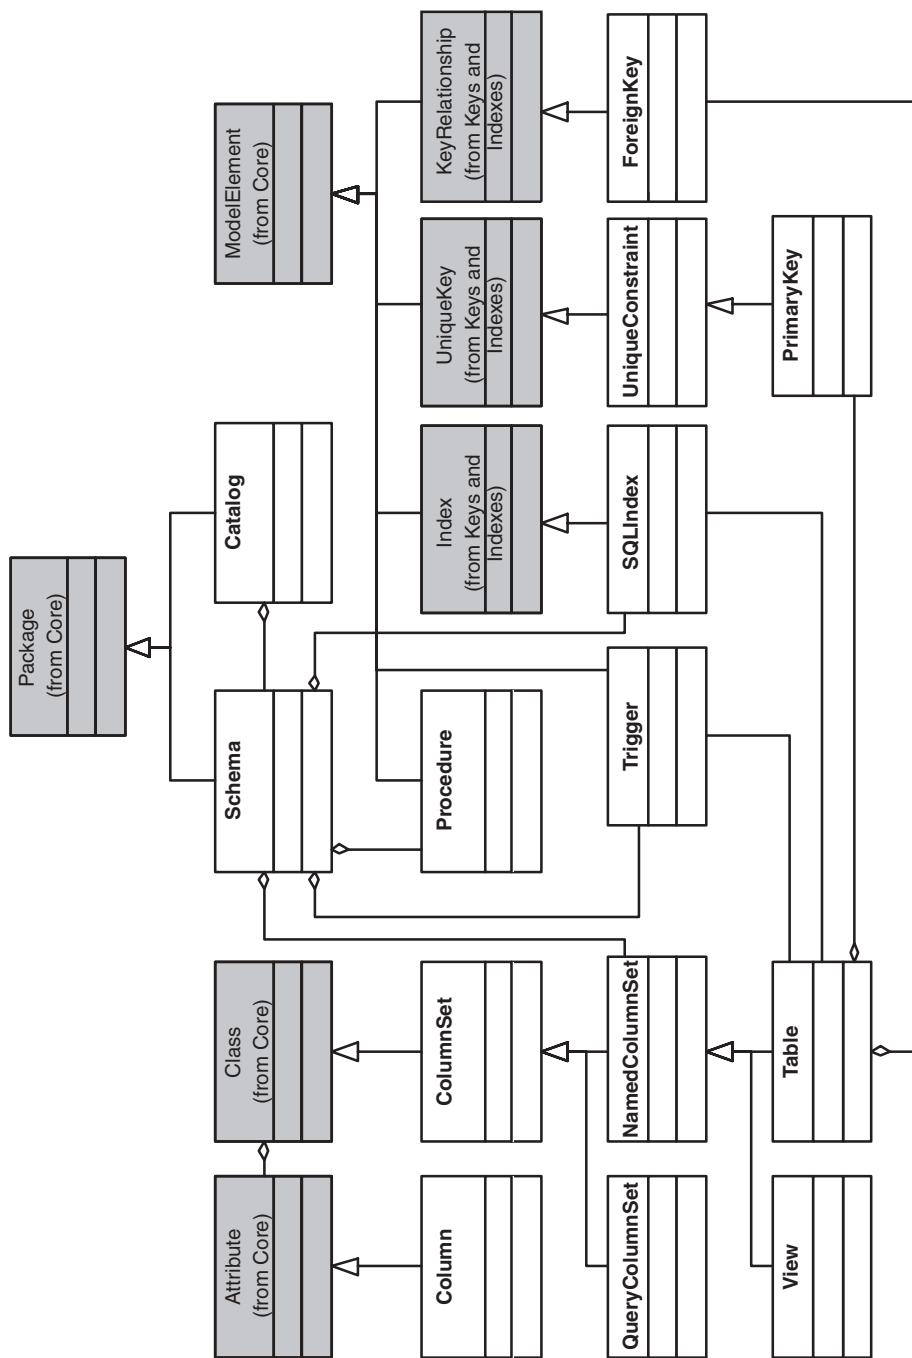 Package
(from Core)
ModelElement
(from Core)
Catalog
Schema
Class
(from Core)
Attribute
(from Core)
KeyRelationship
(from Keys and
Indexes)
UniqueKey
(from Keys and
Indexes)
Index
(from Keys and
Indexes)
Procedure
ColumnSet
Column
ForeignKey
UniqueConstraint
SQLIndex
Trigger
NamedColumnSet
QueryColumnSet
PrimaryKey
Table
View